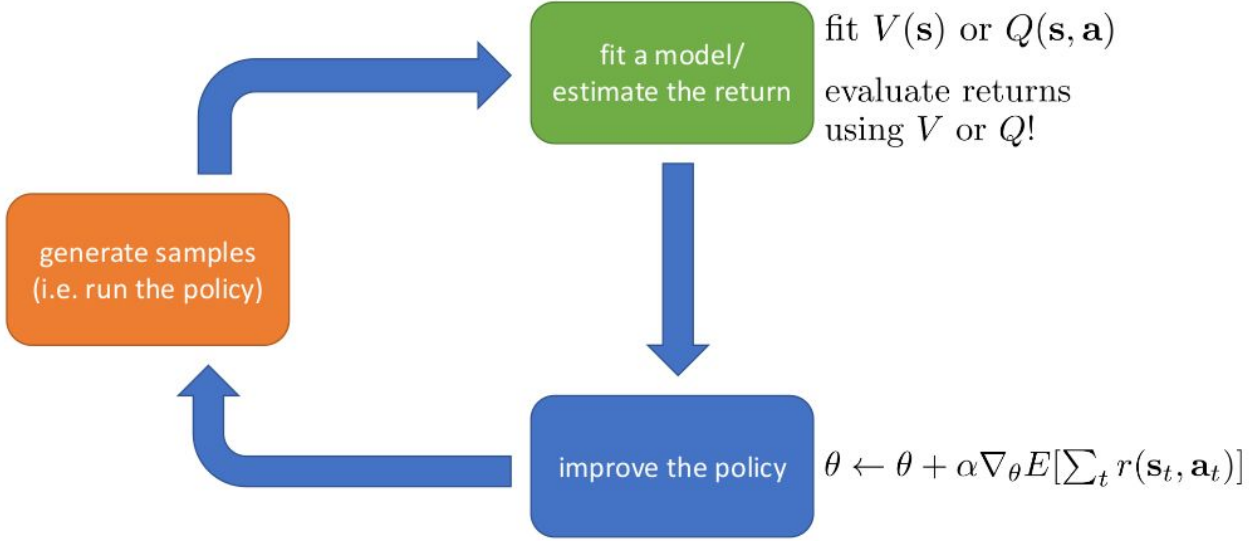 fit a model/
estimate the return
fit V(s) or Q(s, a)
evaluate returns
using V or Q!
generate samples
(i.e. run the policy)
improve the policy
θ ← θ + α∇θE[∑t r(st, at)]